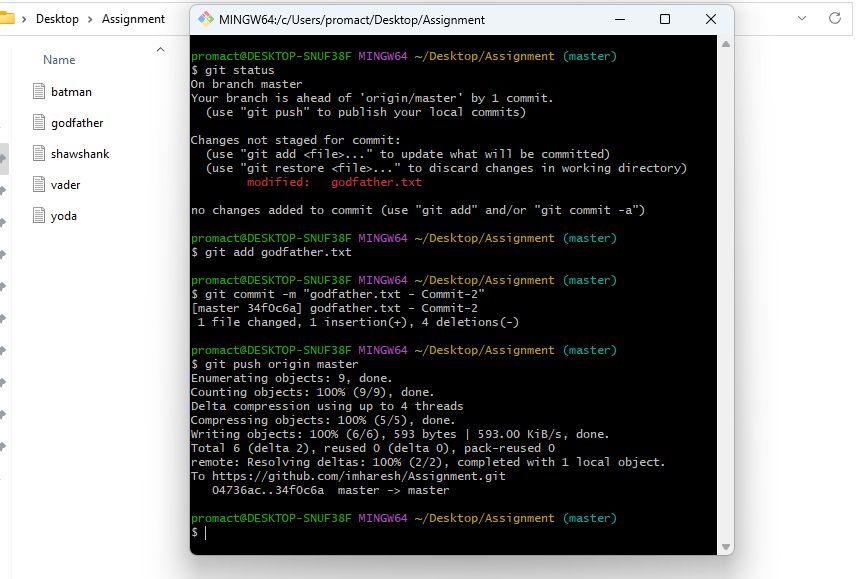 Desktop > Assignment
Name
batman
godfather
shawshank
vader
yoda
MINGW64:/c/Users/promact/Desktop/Assignment
promact@DESKTOP-SNUF38F MINGW64 ~/Desktop/Assignment (master)
$ git status
On branch master
Your branch is ahead of 'origin/master' by 1 commit.
  (use "git push" to publish your local commits)
Changes not staged for commit:
  (use "git add <file>..." to update what will be committed)
  (use "git restore <file>..." to discard changes in working directory)
        modified:   godfather.txt
no changes added to commit (use "git add" and/or "git commit -a")
promact@DESKTOP-SNUF38F MINGW64 ~/Desktop/Assignment (master)
$ git add godfather.txt
promact@DESKTOP-SNUF38F MINGW64 ~/Desktop/Assignment (master)
$ git commit -m "godfather.txt - Commit-2"
[master 34f0c6a] godfather.txt - Commit-2
 1 file changed, 1 insertion(+), 4 deletions(-)
promact@DESKTOP-SNUF38F MINGW64 ~/Desktop/Assignment (master)
$ git push origin master
Enumerating objects: 9, done.
Counting objects: 100% (9/9), done.
Delta compression using up to 4 threads
Compressing objects: 100% (5/5), done.
Writing objects: 100% (6/6), 593 bytes | 593.00 KiB/s, done.
Total 6 (delta 2), reused 0 (delta 0), pack-reused 0
remote: Resolving deltas: 100% (2/2), completed with 1 local object.
To https://github.com/imharesh/Assignment.git
   04736ac..34f0c6a  master -> master
promact@DESKTOP-SNUF38F MINGW64 ~/Desktop/Assignment (master)
$